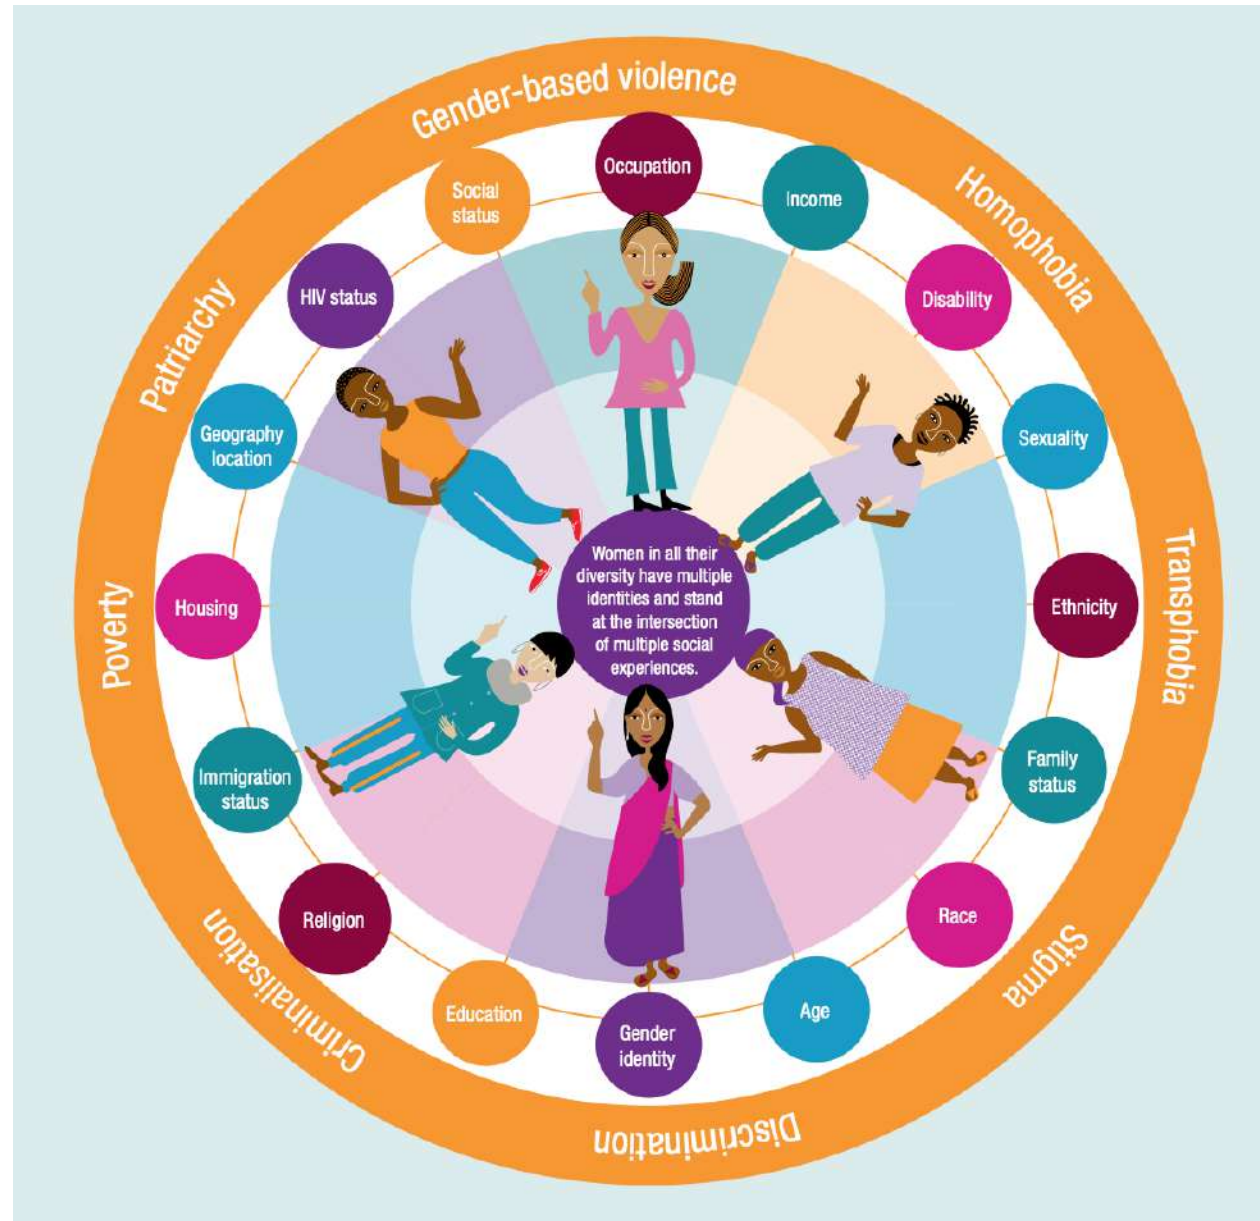 Gender-based violence
Homophobia
Transphobia
Stigma
Discrimination
Criminalisation
Poverty
Patriarchy
Occupation
Income
Disability
Sexuality
Ethnicity
Family
status
Race
Age
Gender
identity
Education
Religion
Immigration
status
Housing
Geography
location
HIV status
Social
status
Women in all their
diversity have multiple
identities and stand
at the intersection
of multiple social
experiences.